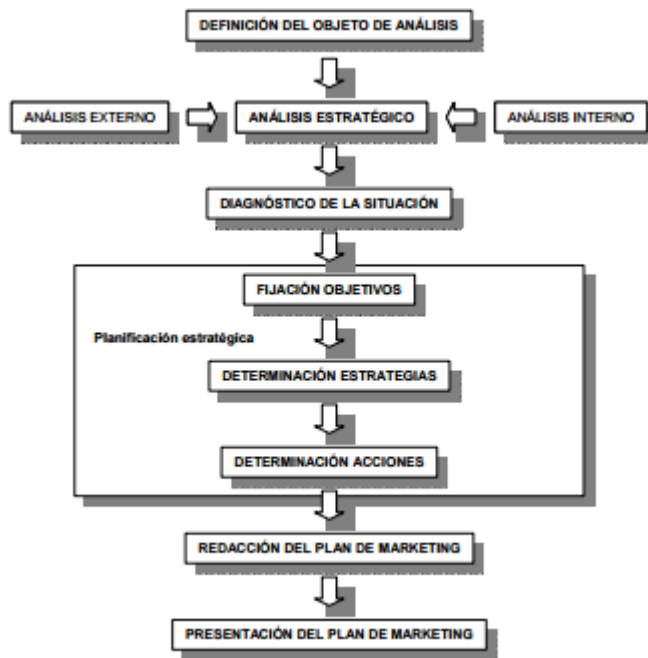 DEFINICIÓN DEL OBJETO DE ANÁLISIS
ANÁLISIS EXTERNO
ANÁLISIS ESTRATÉGICO
ANÁLISIS INTERNO
DIAGNÓSTICO DE LA SITUACIÓN
FIJACIÓN OBJETIVOS
Planificación estratégica
DETERMINACIÓN ESTRATEGIAS
DETERMINACIÓN ACCIONES
REDACCIÓN DEL PLAN DE MARKETING
PRESENTACIÓN DEL PLAN DE MARKETING